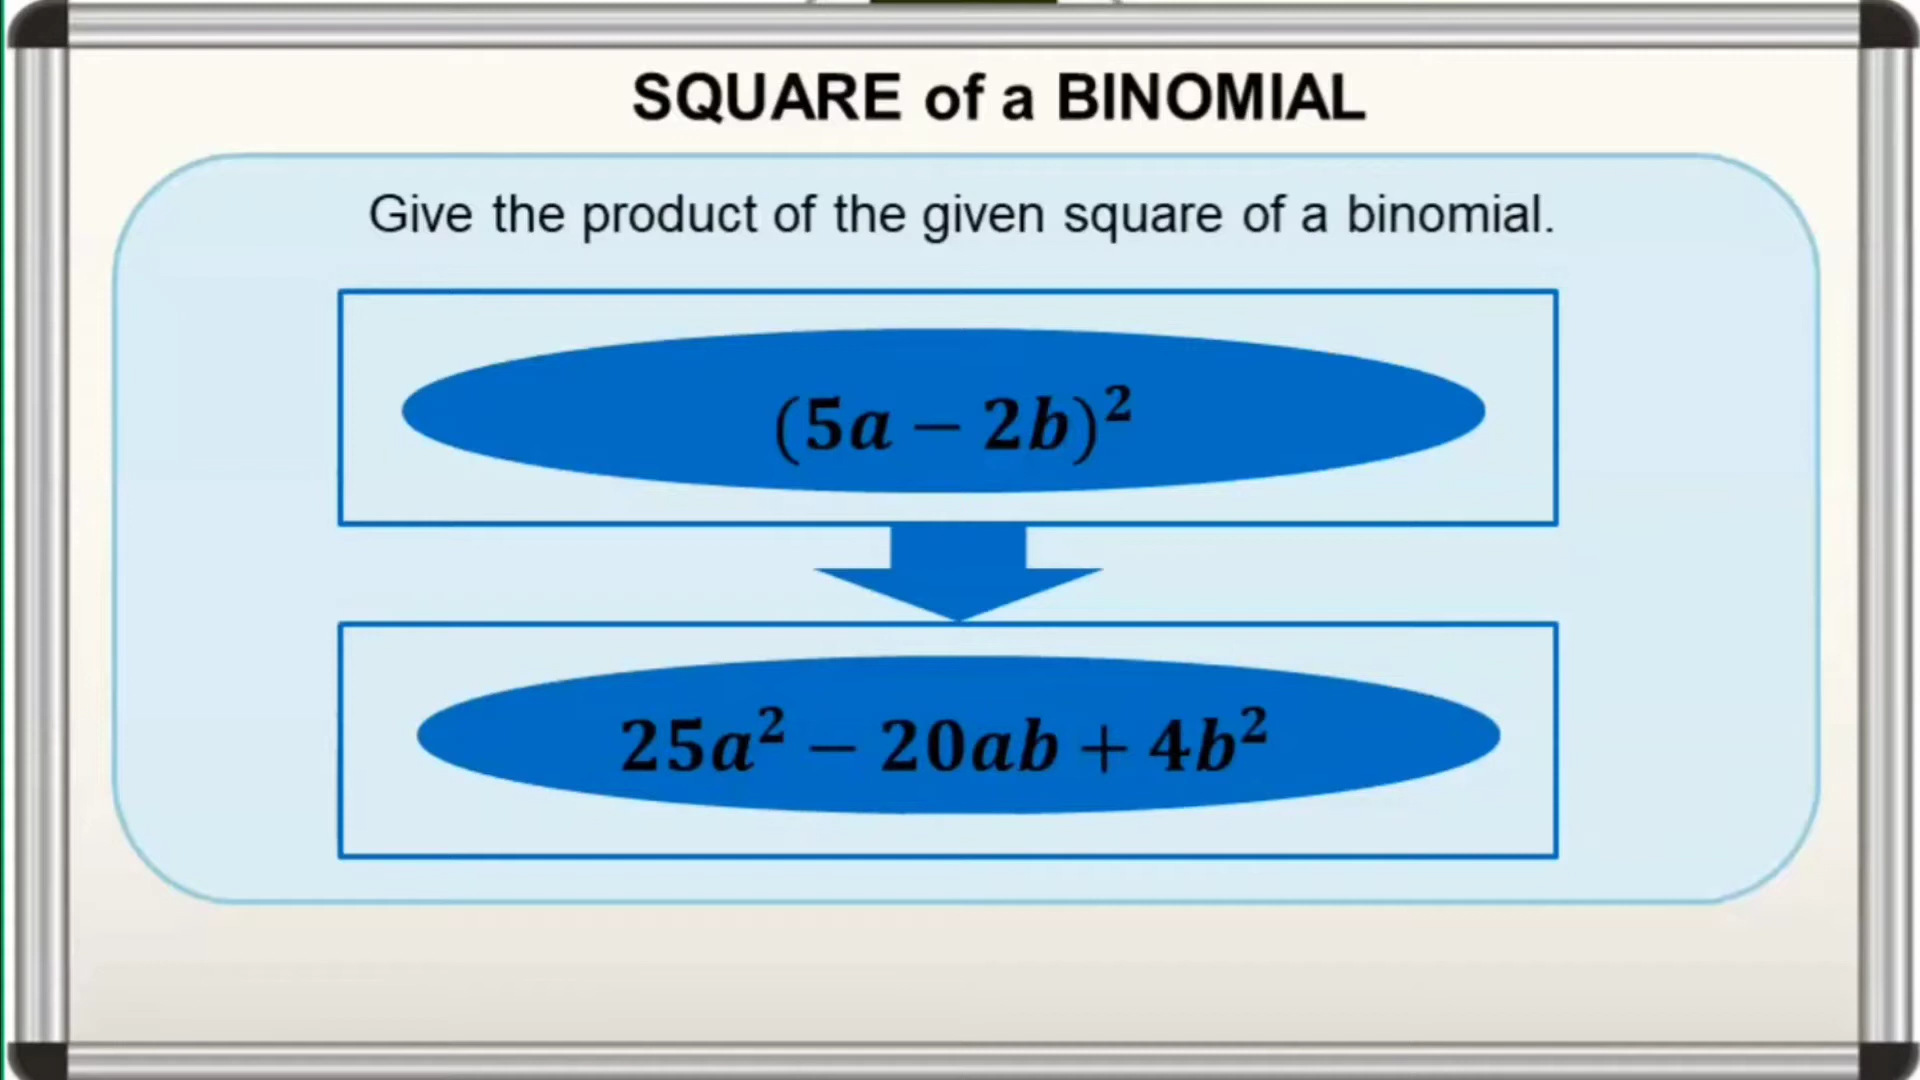 SQUARE of a BINOMIAL
Give the product of the given square of a binomial.
(5a − 2b)²
25a² − 20ab + 4b²